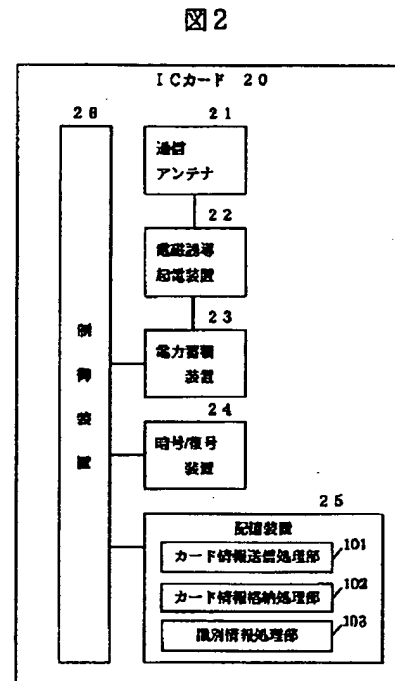 図2
ICカード 20
26
制
御
装
置
21
通信
アンテナ
22
電磁誘導
起電装置
23
電力蓄積
装置
24
暗号/復号
装置
25
記憶装置
カード情報送信処理部
101
カード情報格納処理部
102
識別情報処理部
103